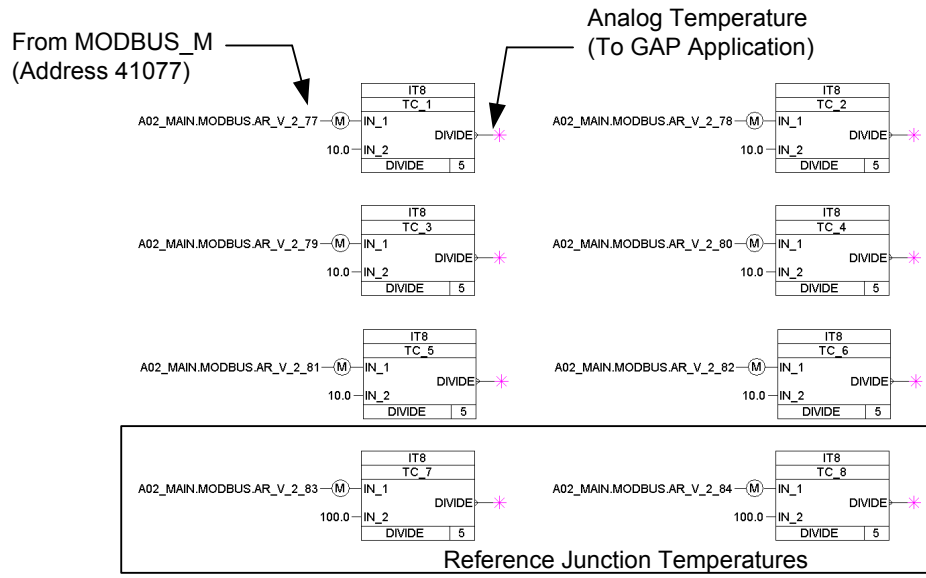 From MODBUS_M
(Address 41077)
Analog Temperature
(To GAP Application)
IT8
TC_1
A02_MAIN.MODBUS.AR_V_2_77
M
IN_1
DIVIDE
10.0
IN_2
DIVIDE 5
IT8
TC_2
A02_MAIN.MODBUS.AR_V_2_78
M
IN_1
DIVIDE
10.0
IN_2
DIVIDE 5
IT8
TC_3
A02_MAIN.MODBUS.AR_V_2_79
M
IN_1
DIVIDE
10.0
IN_2
DIVIDE 5
IT8
TC_4
A02_MAIN.MODBUS.AR_V_2_80
M
IN_1
DIVIDE
10.0
IN_2
DIVIDE 5
IT8
TC_5
A02_MAIN.MODBUS.AR_V_2_81
M
IN_1
DIVIDE
10.0
IN_2
DIVIDE 5
IT8
TC_6
A02_MAIN.MODBUS.AR_V_2_82
M
IN_1
DIVIDE
10.0
IN_2
DIVIDE 5
IT8
TC_7
A02_MAIN.MODBUS.AR_V_2_83
M
IN_1
DIVIDE
100.0
IN_2
DIVIDE 5
IT8
TC_8
A02_MAIN.MODBUS.AR_V_2_84
M
IN_1
DIVIDE
100.0
IN_2
DIVIDE 5
Reference Junction Temperatures